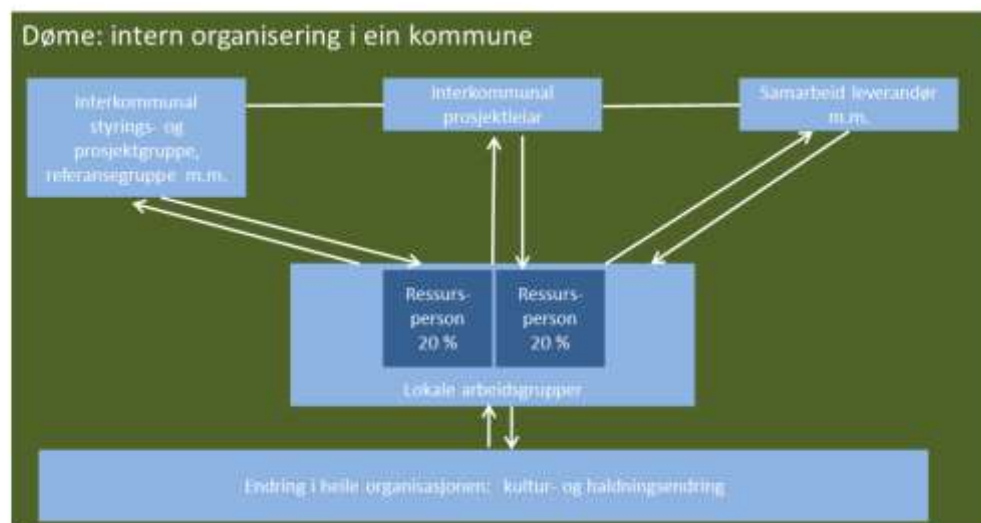 Døme: intern organisering i ein kommune
Interkommunal
styrings- og
prosjektgruppe,
referansegruppe m.m.
Interkommunal
prosjektleiar
Samarbeid leverandør
m.m.
Ressurs-
person
20 %
Ressurs-
person
20 %
Lokale arbeidsgrupper
Endring i heile organisasjonen: kultur- og haldningsendring